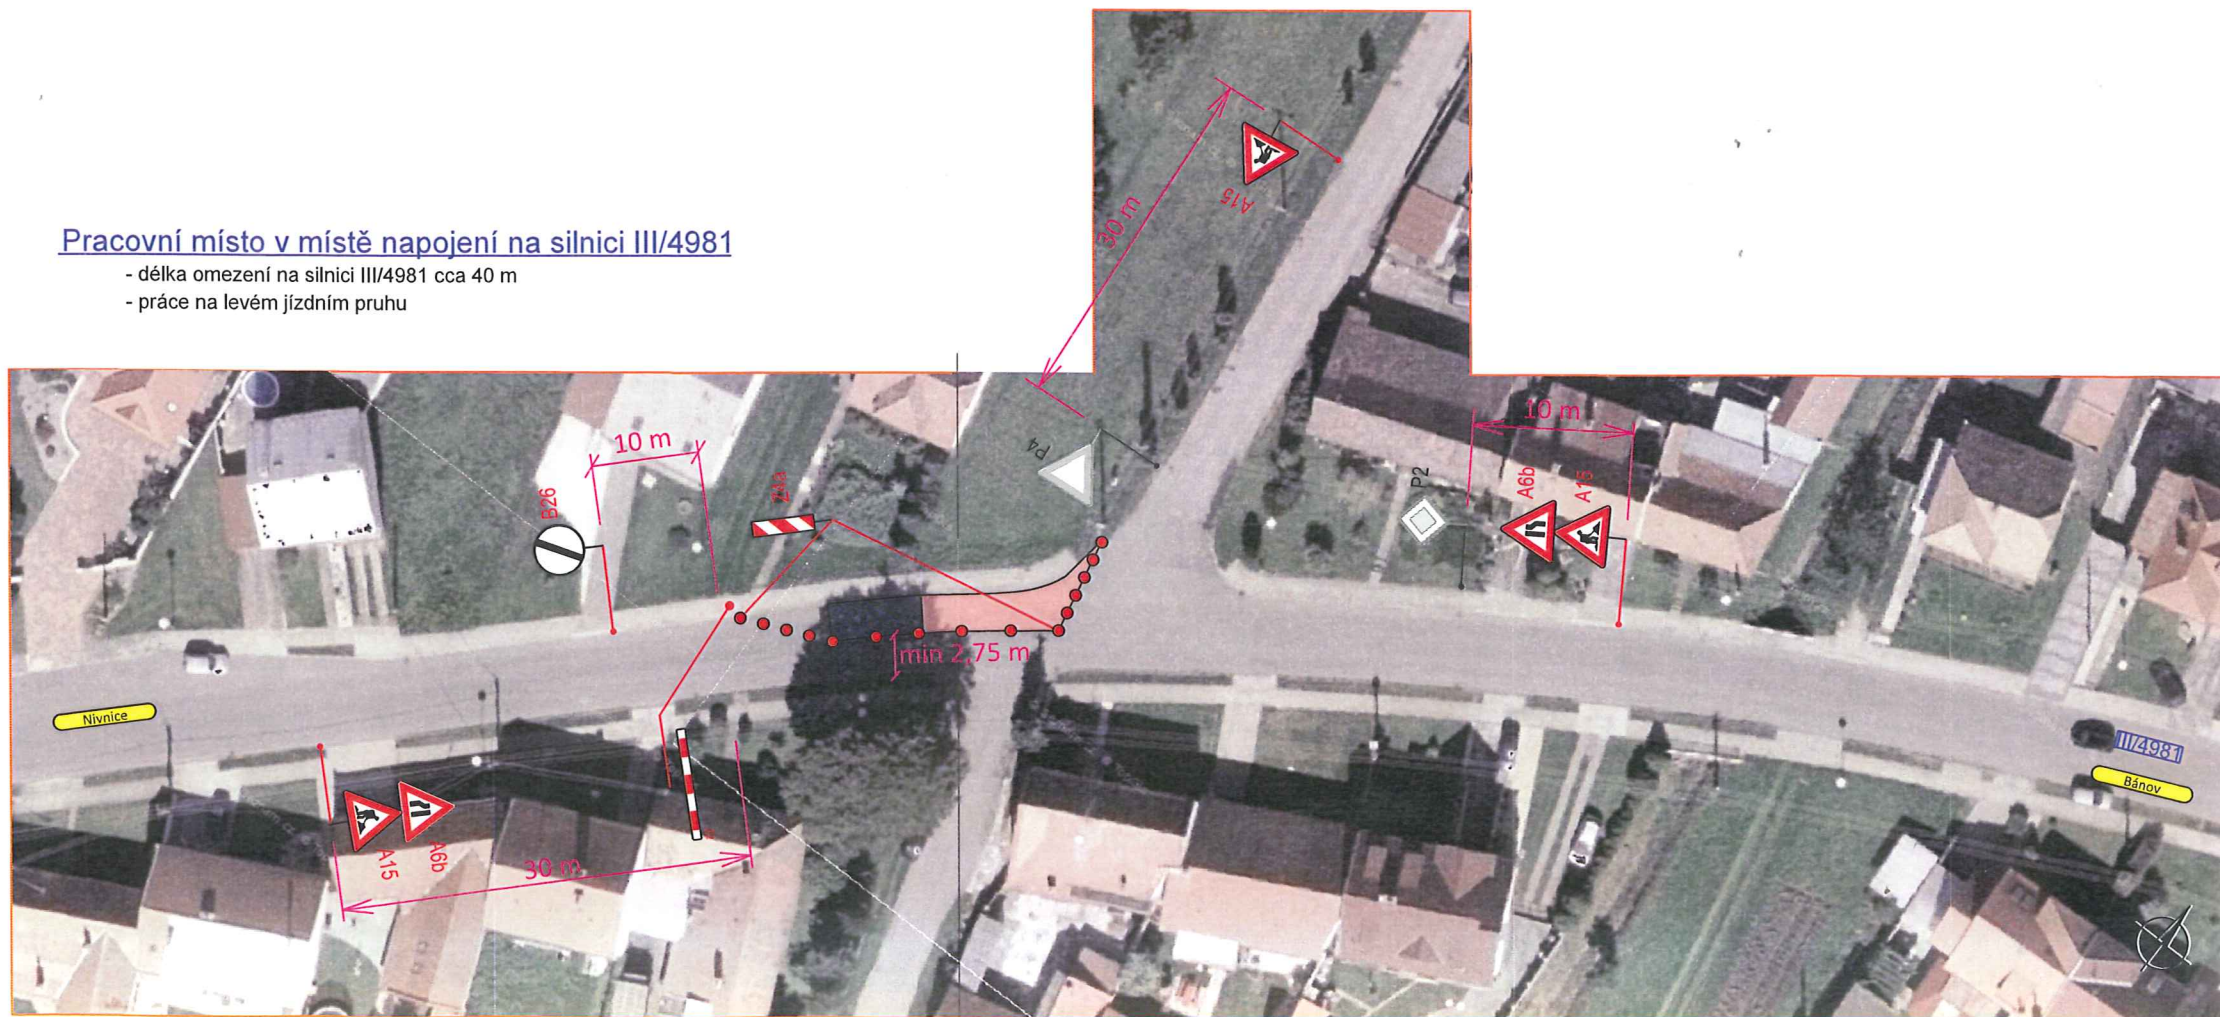 Pracovní místo v místě napojení na silnici III/4981
- délka omezení na silnici III/4981 cca 40 m
- práce na levém jízdním pruhu
A15
30 m
10 m
B26
P4
10 m
P2
A6b
A15
min 2,75 m
Nivnice
III/4981
Bánov
A15
A6b
30 m